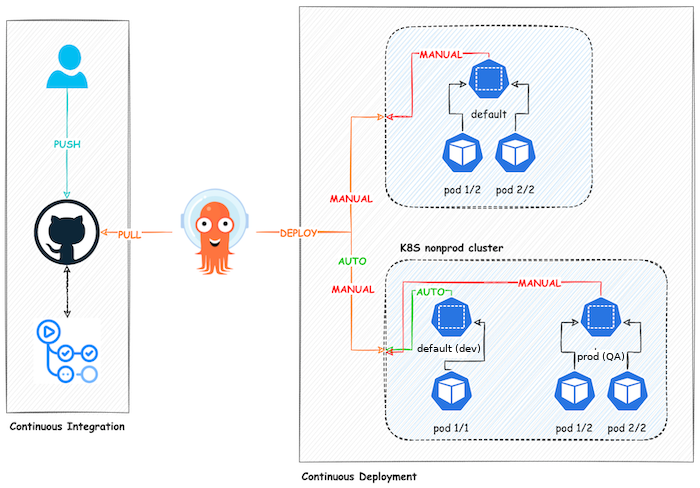 MANUAL
default
PUSH
pod 1/2
pod 2/2
MANUAL
PULL
DEPLOY
K8S nonprod cluster
AUTO
MANUAL
AUTO
MANUAL
default (dev)
prod (QA)
pod 1/1
pod 1/2
pod 2/2
Continuous Integration
Continuous Deployment